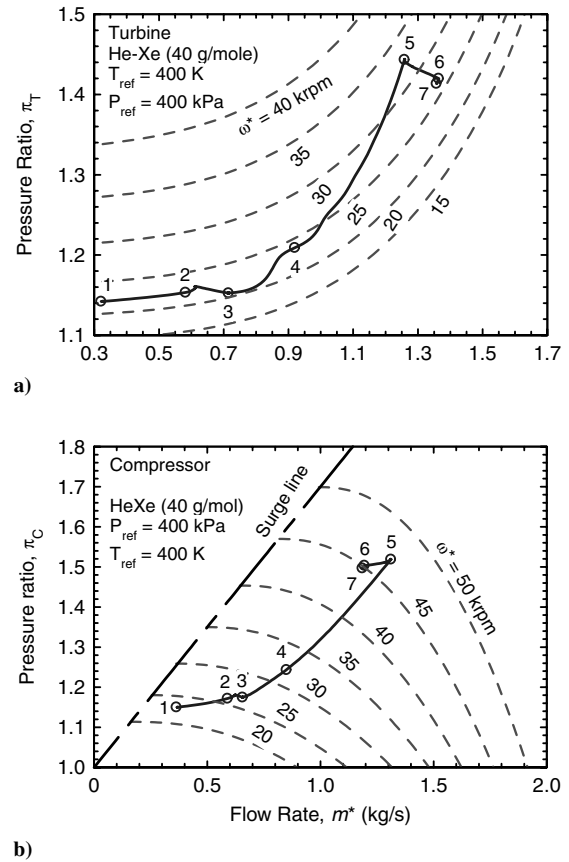 Turbine
He-Xe (40 g/mole)
T_ref = 400 K
P_ref = 400 kPa
ω* = 40 krpm
35
30
25
20
15
1
2
3
4
5
6
7
Pressure Ratio, π_T
1.5
1.4
1.3
1.2
1.1
0.3 0.5 0.7 0.9 1.1 1.3 1.5 1.7
a)
Compressor
HeXe (40 g/mol)
P_ref = 400 kPa
T_ref = 400 K
Surge line
ω* = 50 krpm
45
40
35
30
25
20
1
2
3
4
5
6
7
Pressure ratio, π_C
1.8
1.7
1.6
1.5
1.4
1.3
1.2
1.1
1.0
0 0.5 1.0 1.5 2.0
Flow Rate, m* (kg/s)
b)